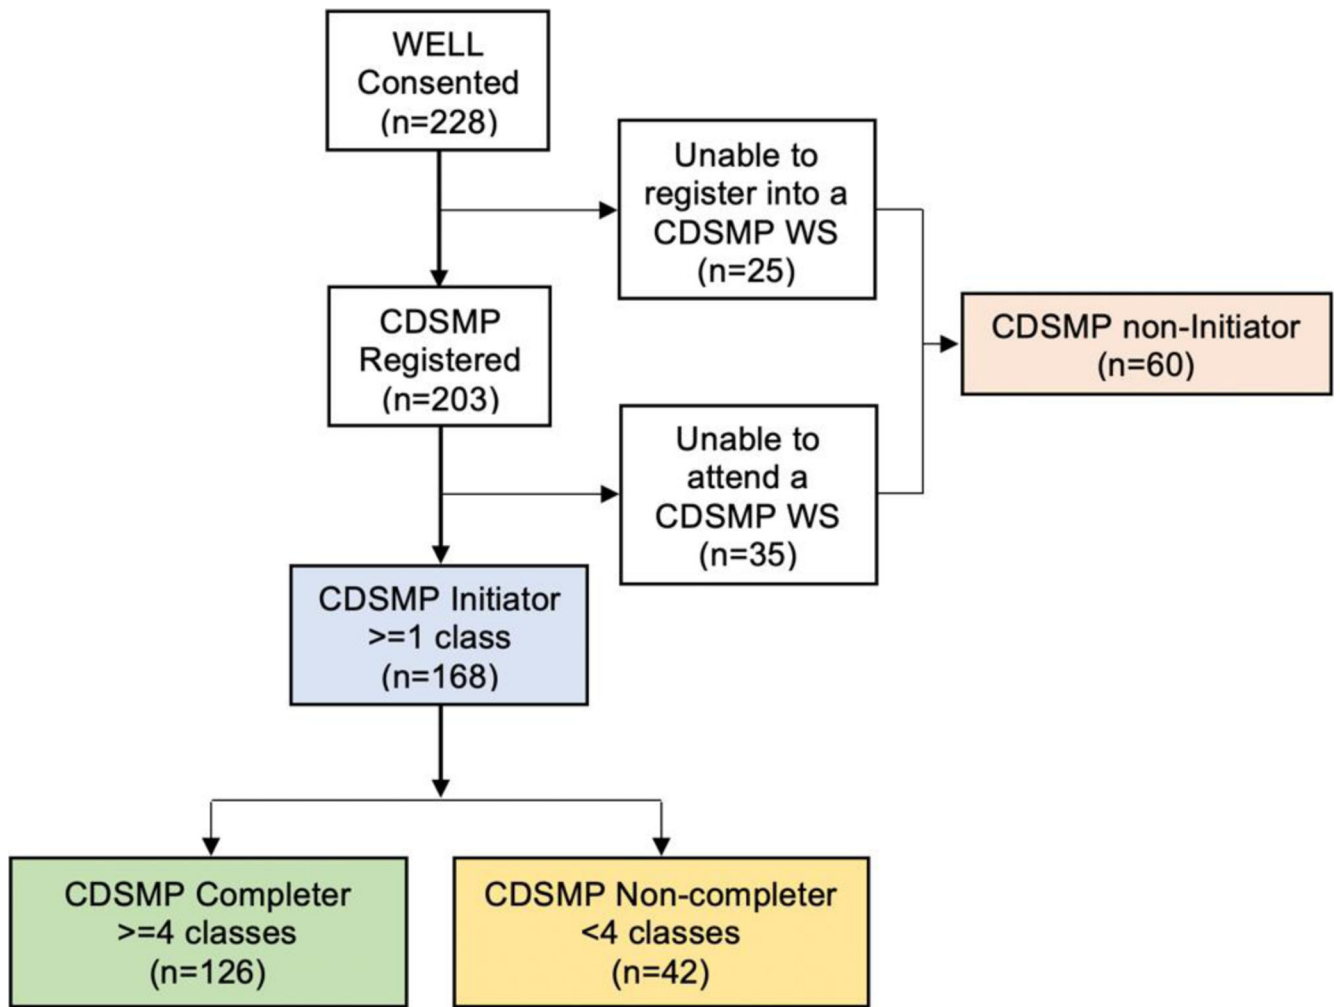 WELL
Consented
(n=228)
Unable to
register into a
CDSMP WS
(n=25)
CDSMP
Registered
(n=203)
CDSMP non-Initiator
(n=60)
Unable to
attend a
CDSMP WS
(n=35)
CDSMP Initiator
>=1 class
(n=168)
CDSMP Completer
>=4 classes
(n=126)
CDSMP Non-completer
<4 classes
(n=42)